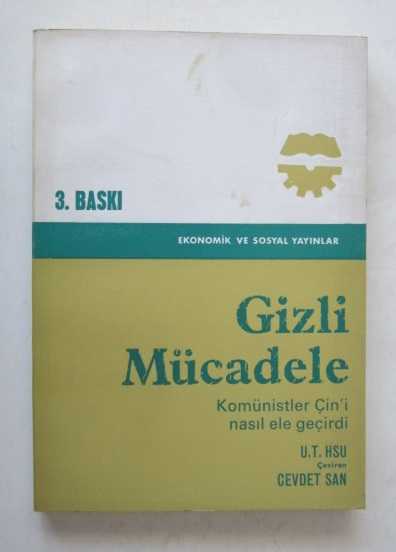 3. BASKI
EKONOMİK VE SOSYAL YAYINLAR
Gizli
Mücadele
Komünistler Çin'i
nasıl ele geçirdi
U.T. HSU
Çeviren
CEVDET SAN